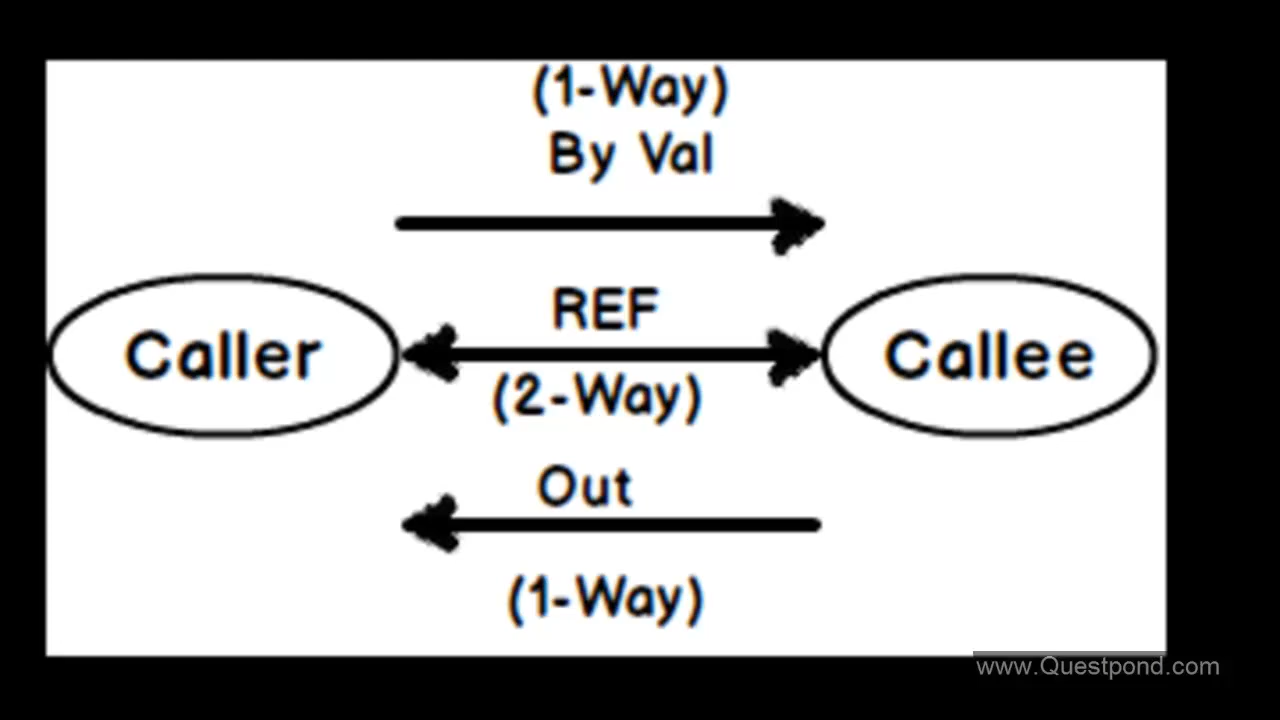 (1-Way)
By Val
REF
Caller
Callee
(2-Way)
Out
(1-Way)
www.Questpond.com